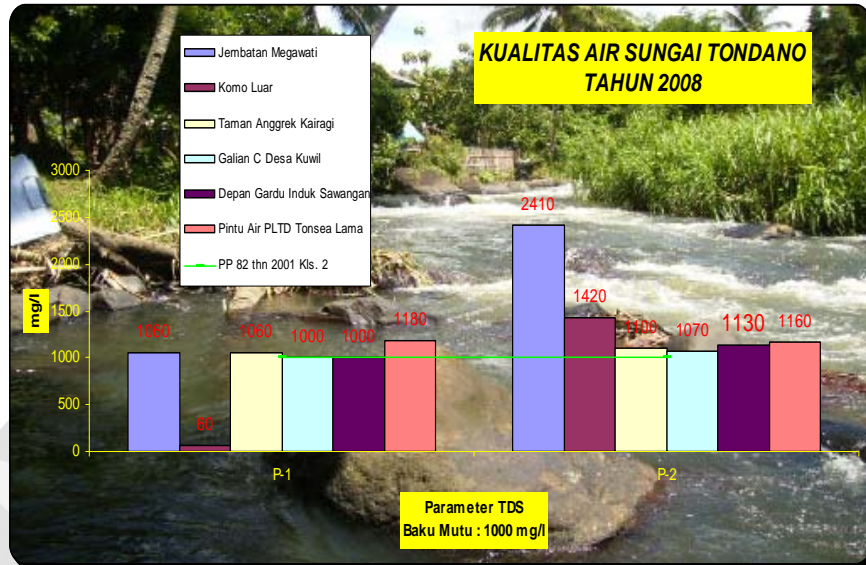 KUALITAS AIR SUNGAI TONDANO
TAHUN 2008
Jembatan Megawati
Komo Luar
Taman Anggrek Kairagi
Galian C Desa Kuwil
Depan Gardu Induk Sawangan
Pintu Air PLTD Tonsea Lama
PP 82 thn 2001 Kls. 2
mg/l
3000
2500
2000
1500
1000
500
0
1060
60
1060
1000
1000
1180
2410
1420
1100
1070
1130
1160
P-1
P-2
Parameter TDS
Baku Mutu : 1000 mg/l